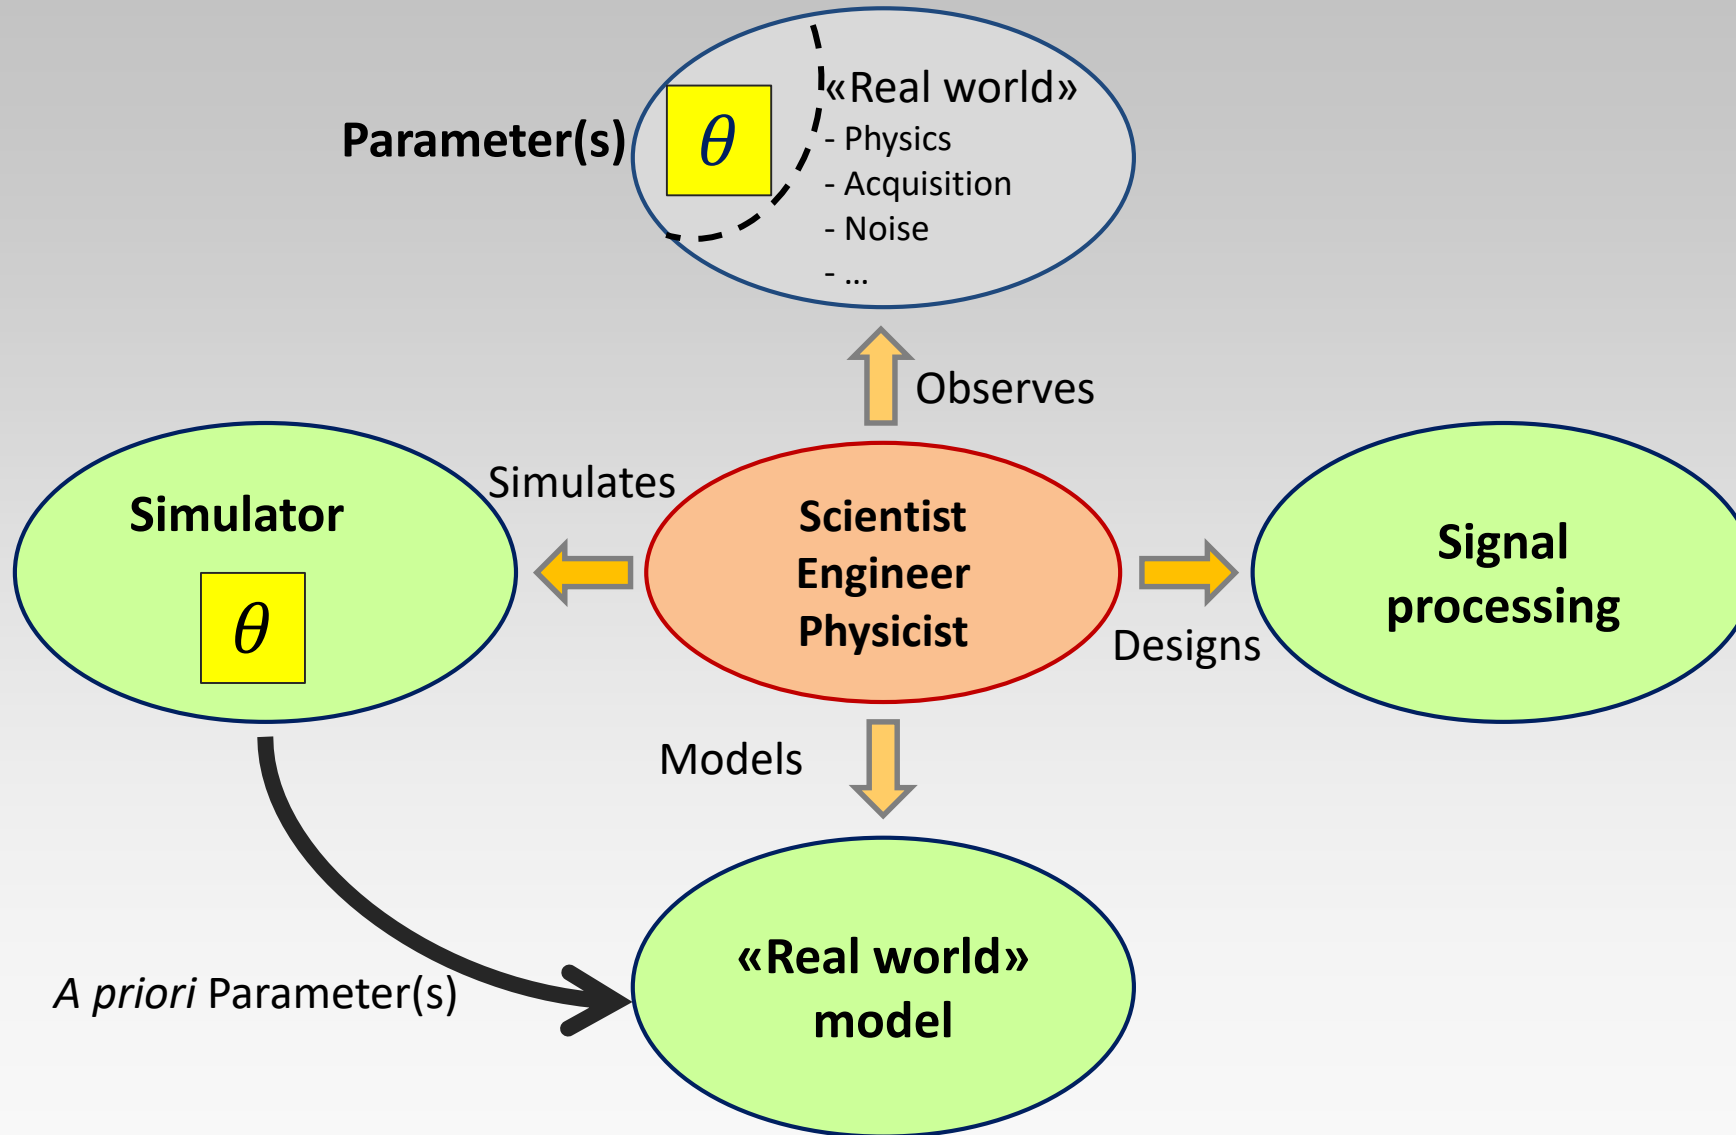 «Real world»
Parameter(s)
θ
- Physics
- Acquisition
- Noise
- ...
Observes
Simulates
Simulator
θ
Scientist
Engineer
Physicist
Designs
Signal
processing
Models
A priori Parameter(s)
«Real world»
model